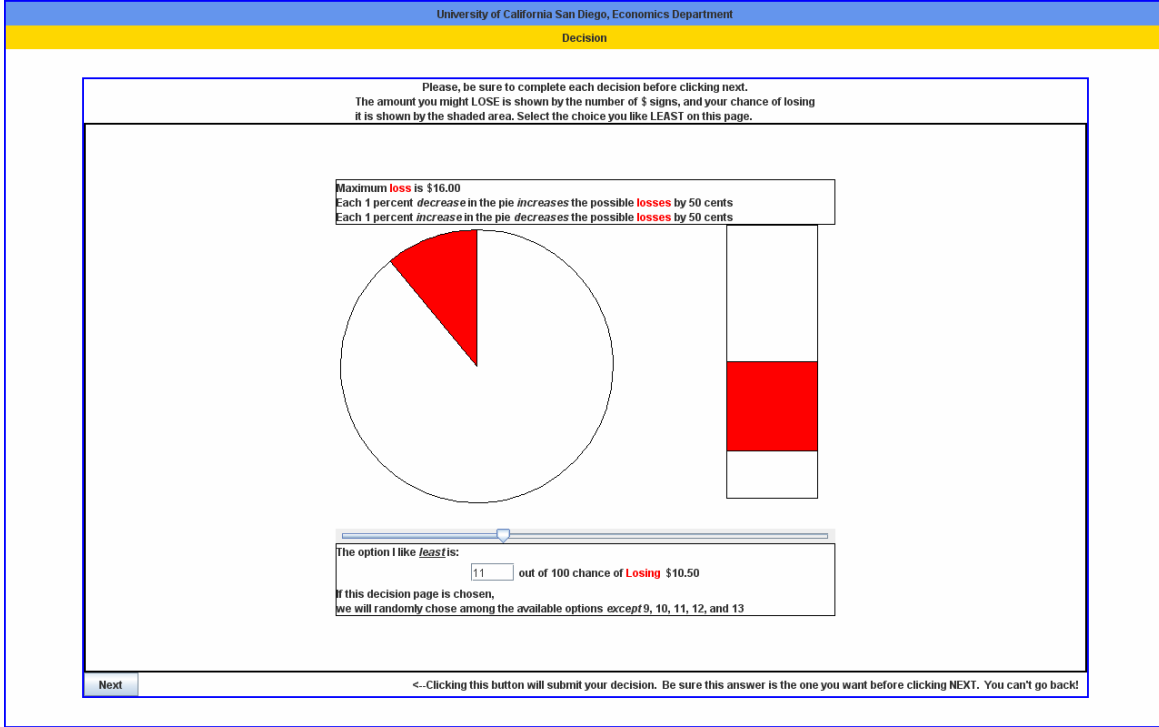 University of California San Diego, Economics Department
Decision
Please, be sure to complete each decision before clicking next.
The amount you might LOSE is shown by the number of $ signs, and your chance of losing
it is shown by the shaded area. Select the choice you like LEAST on this page.
Maximum loss is $16.00
Each 1 percent decrease in the pie increases the possible losses by 50 cents
Each 1 percent increase in the pie decreases the possible losses by 50 cents
The option I like least is:
11 out of 100 chance of Losing $10.50
If this decision page is chosen,
we will randomly chose among the available options except 9, 10, 11, 12, and 13
Next
<--Clicking this button will submit your decision. Be sure this answer is the one you want before clicking NEXT. You can't go back!